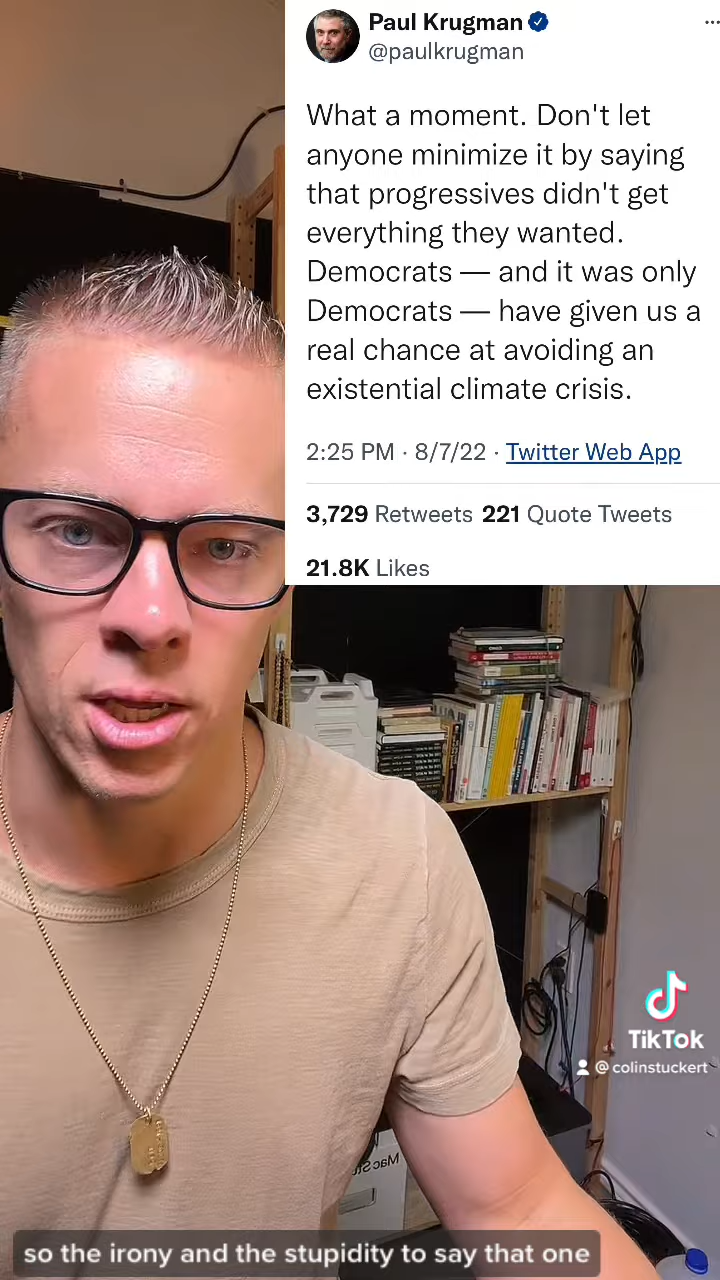 Paul Krugman
@paulkrugman
What a moment. Don't let
anyone minimize it by saying
that progressives didn't get
everything they wanted.
Democrats — and it was only
Democrats — have given us a
real chance at avoiding an
existential climate crisis.
2:25 PM · 8/7/22 · Twitter Web App
3,729 Retweets 221 Quote Tweets
21.8K Likes
TikTok
@colinstuckert
Mac Stu
so the irony and the stupidity to say that one